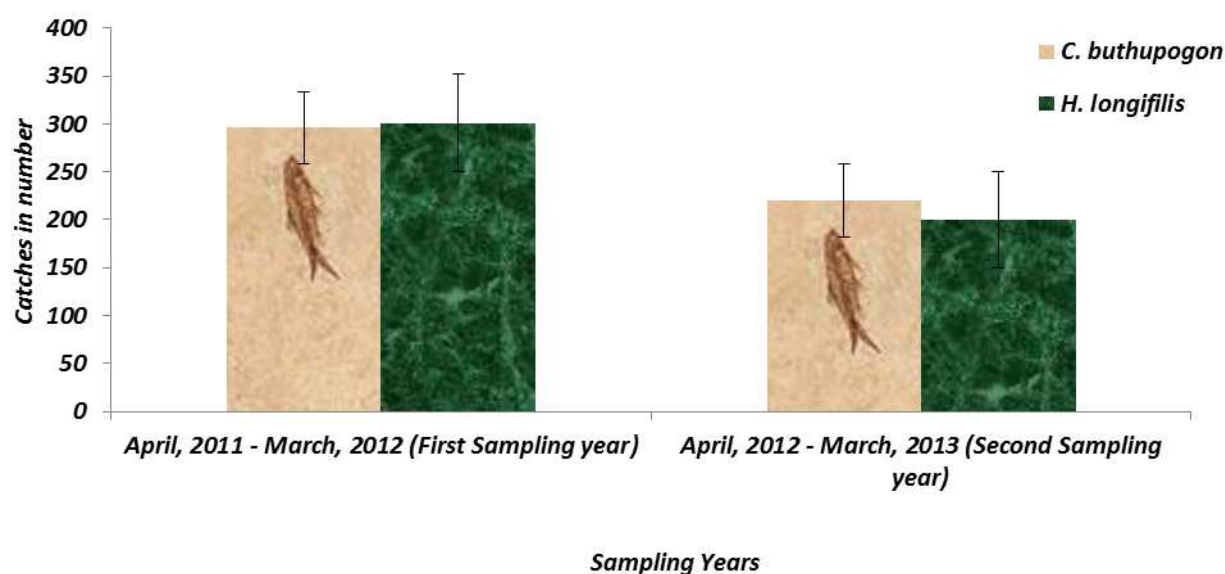 400
350
300
250
200
150
100
50
0
Catches in number
C. buthupogon
H. longifilis
April, 2011 - March, 2012 (First Sampling year)
April, 2012 - March, 2013 (Second Sampling
year)
Sampling Years